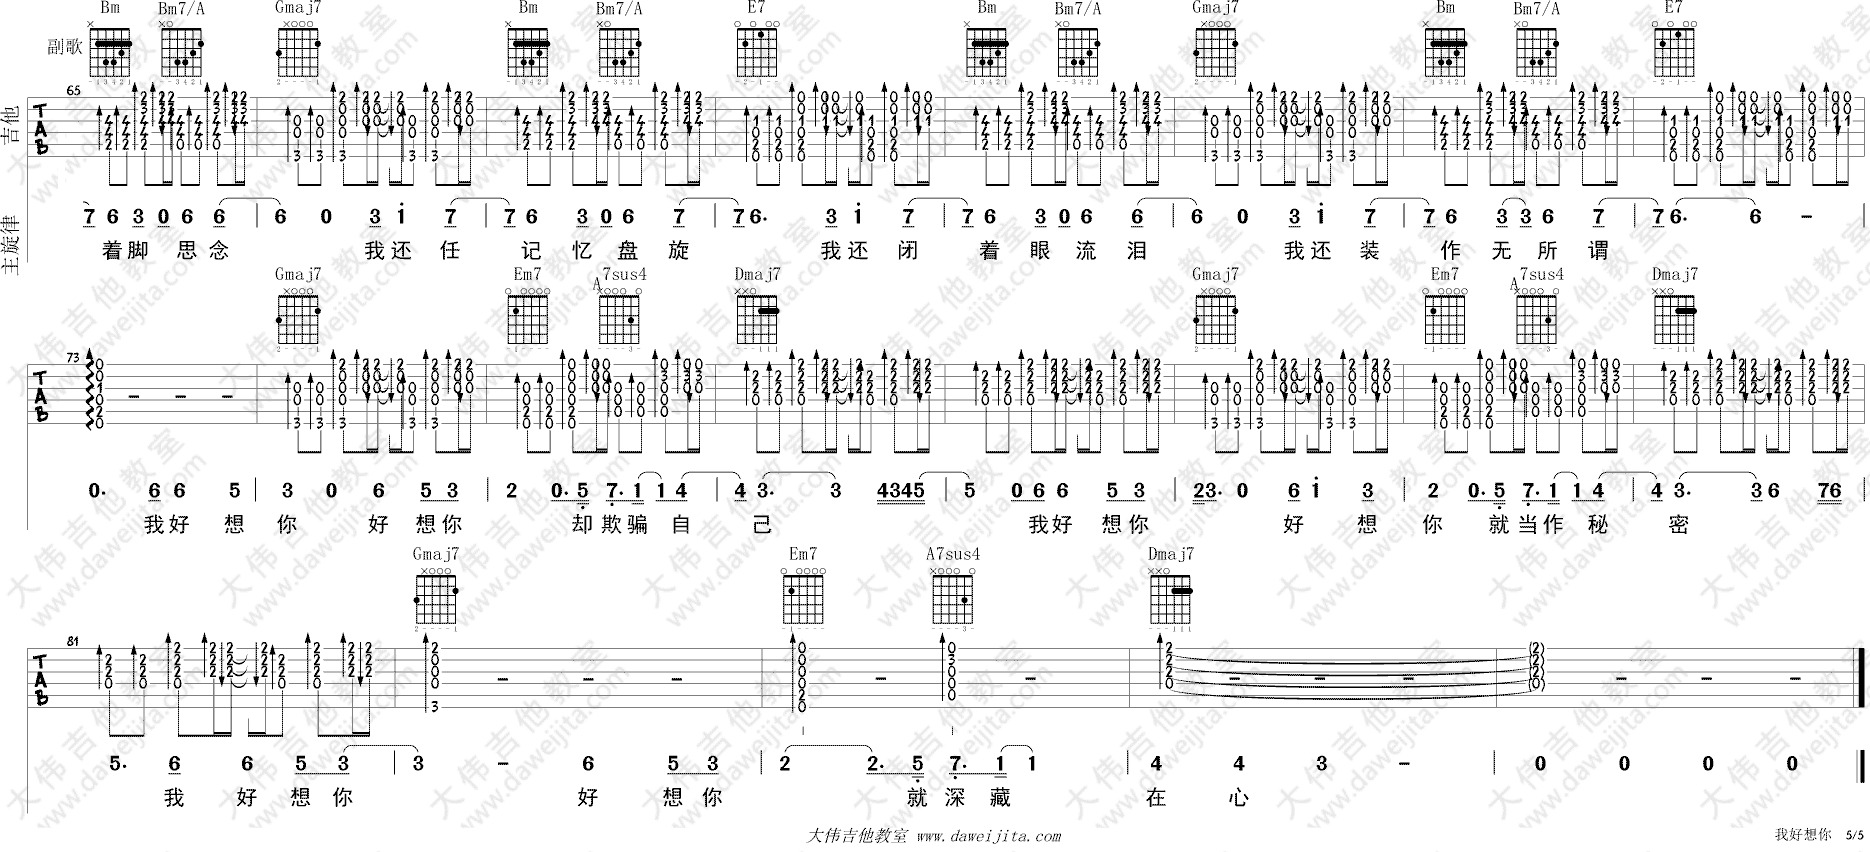 Bm Bm7/A Gmaj7 Bm Bm7/A E7 Bm Bm7/A Gmaj7 Bm Bm7/A E7
副歌
65
吉他 TAB
主旋律
7 6 3 0 6 6 | 6 0 3 i 7 | 7 6 3 0 6 7 | 7 6. 3 i 7 | 7 6 3 0 6 6 | 6 0 3 i 7 | 7 6 3 3 6 7 | 7 6. 6 -
着脚 思念 我还 任 记 忆 盘 旋 我还 闭 着 眼 流 泪 我还 装 作 无 所 谓
Gmaj7 Em7 A7sus4 Dmaj7 Gmaj7 Em7 A7sus4 Dmaj7
73
TAB
0. 6 6 5 | 3 0 6 5 3 | 2 0. 5 7. 1 1 4 | 4 3. 3 4345 | 5 0 6 6 5 3 | 23. 0 6 i 3 | 2 0. 5 7. 1 1 4 | 4 3. 3 6 76 |
我好 想 你 好 想你 却欺骗 自 己 我好 想你 好 想 你 就当作 秘 密
Gmaj7 Em7 A7sus4 Dmaj7
81
TAB
5. 6 6 5 3 | 3 - 6 5 3 | 2 2. 5 7. 1 1 | 4 4 3 - | 0 0 0 0
我 好 想 你 好 想你 就深 藏 在 心
大伟吉他教室 www.daweijita.com
我好想你 5/5